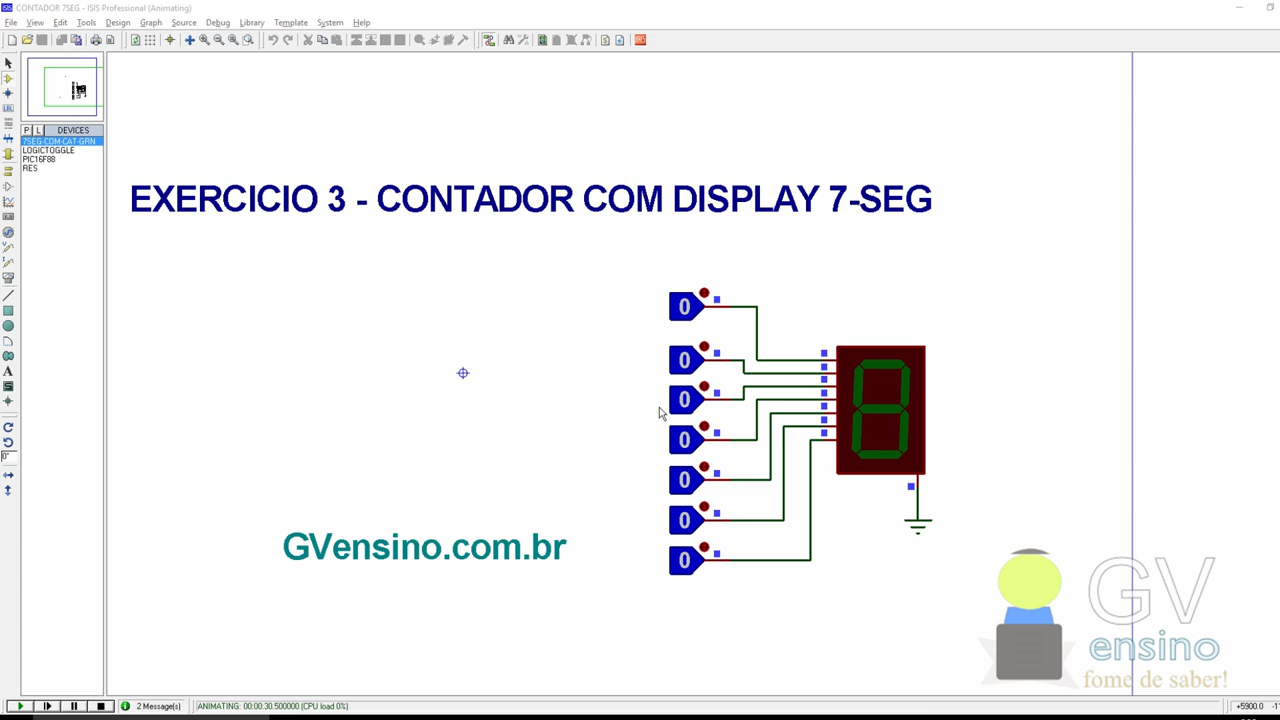 CONTADOR 7SEG - ISIS Professional (Animating)
File View Edit Tools Design Graph Source Debug Library Template System Help
P L DEVICES
7SEG-COM-CAT-GRN
LOGICTOGGLE
PIC16F88
RES
EXERCICIO 3 - CONTADOR COM DISPLAY 7-SEG
0
0
0
0
0
0
0
GVensino.com.br
GV
ensino
fome de saber!
2 Message(s)
ANIMATING: 00:00:30.500000 (CPU load 0%)
+5900.0